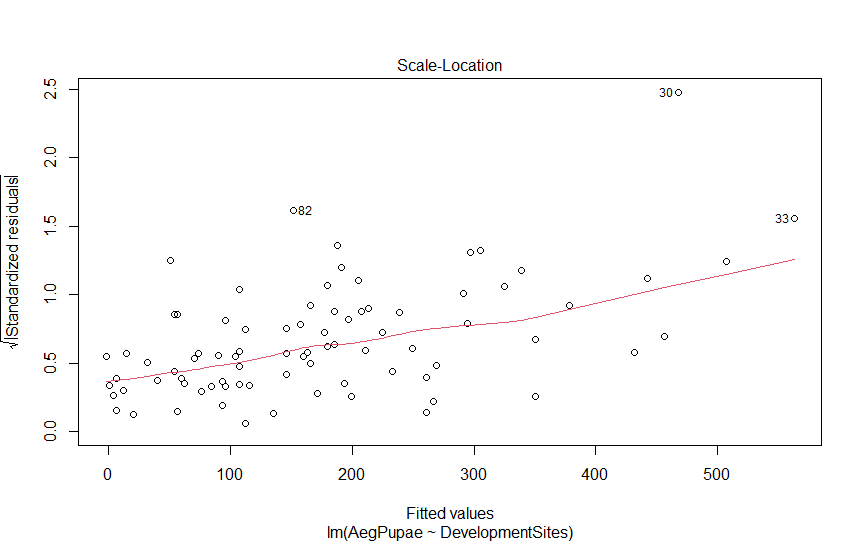 Scale-Location
√|Standardized residuals|
2.5
2.0
1.5
1.0
0.5
0.0
30
82
33
0 100 200 300 400 500
Fitted values
lm(AegPupae ~ DevelopmentSites)